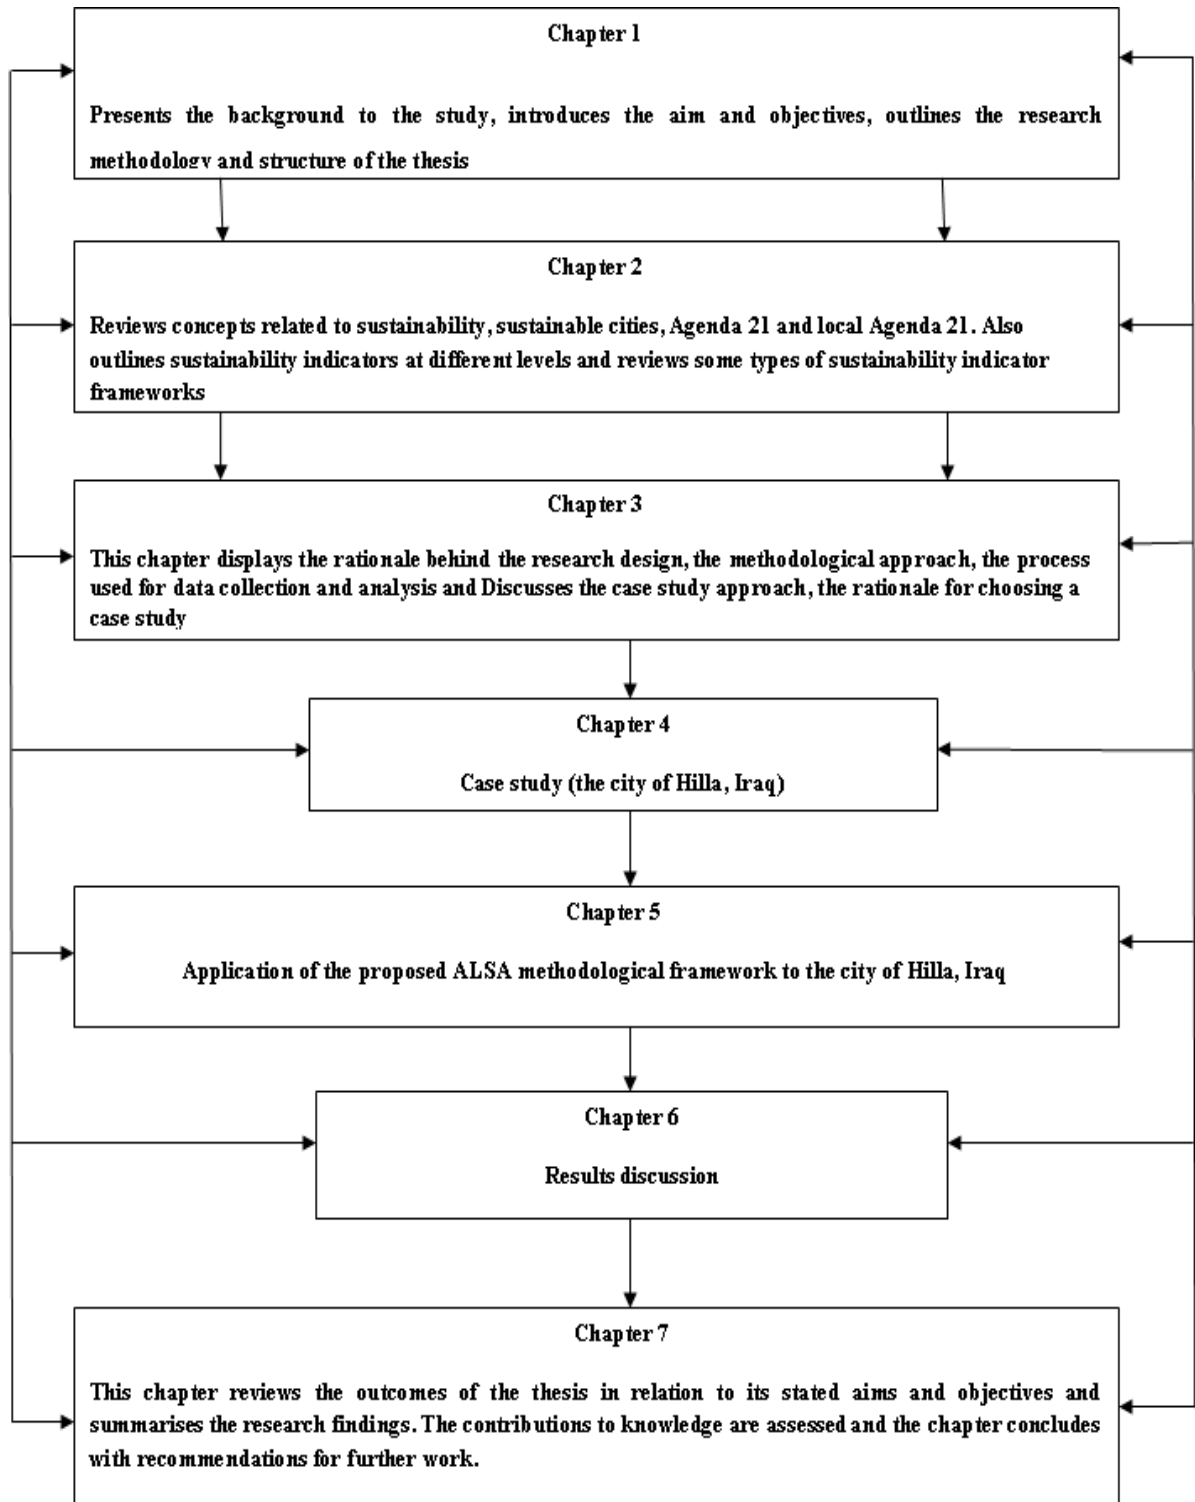 Chapter 1
Presents the background to the study, introduces the aim and objectives, outlines the research
methodology and structure of the thesis
Chapter 2
Reviews concepts related to sustainability, sustainable cities, Agenda 21 and local Agenda 21. Also
outlines sustainability indicators at different levels and reviews some types of sustainability indicator
frameworks
Chapter 3
This chapter displays the rationale behind the research design, the methodological approach, the process
used for data collection and analysis and Discusses the case study approach, the rationale for choosing a
case study
Chapter 4
Case study (the city of Hilla, Iraq)
Chapter 5
Application of the proposed ALSA methodological framework to the city of Hilla, Iraq
Chapter 6
Results discussion
Chapter 7
This chapter reviews the outcomes of the thesis in relation to its stated aims and objectives and
summarises the research findings. The contributions to knowledge are assessed and the chapter concludes
with recommendations for further work.